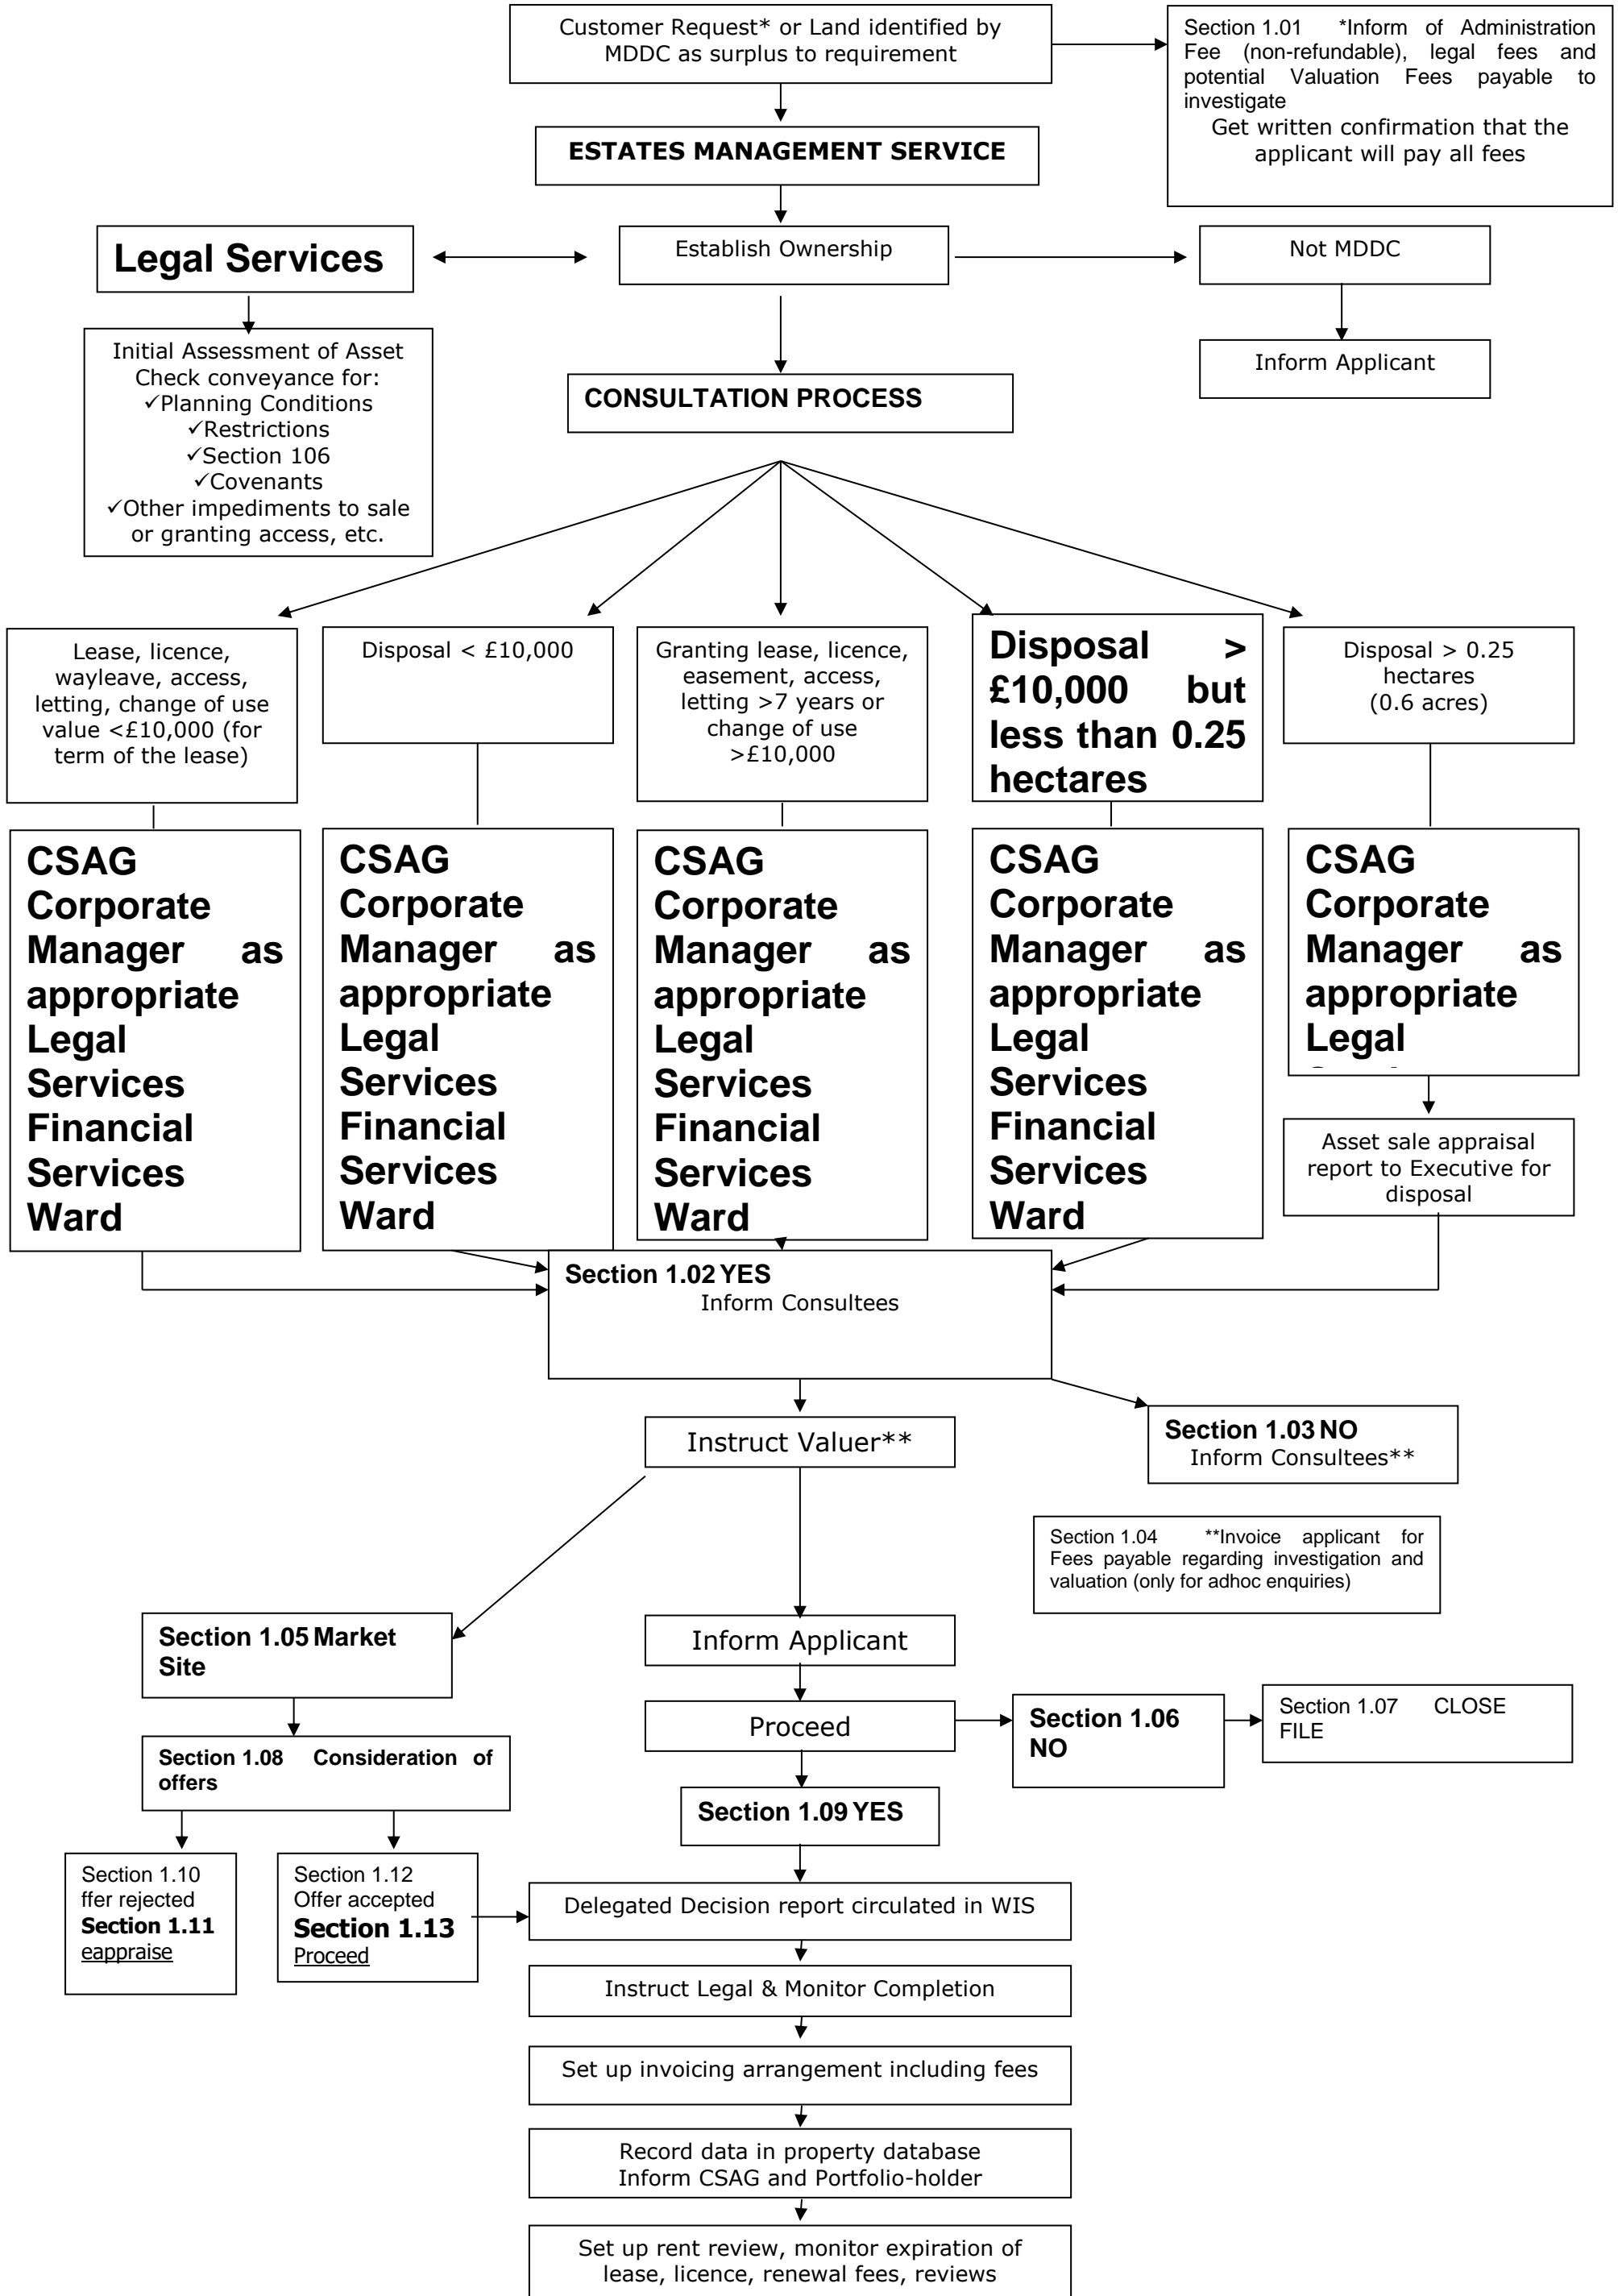 Customer Request* or Land identified by
MDDC as surplus to requirement
Section 1.01 *Inform of Administration
Fee (non-refundable), legal fees and
potential Valuation Fees payable to
investigate
Get written confirmation that the
applicant will pay all fees
ESTATES MANAGEMENT SERVICE
Legal Services
Establish Ownership
Not MDDC
Initial Assessment of Asset
Check conveyance for:
✓Planning Conditions
✓Restrictions
✓Section 106
✓Covenants
✓Other impediments to sale
or granting access, etc.
Inform Applicant
CONSULTATION PROCESS
Lease, licence,
wayleave, access,
letting, change of use
value <£10,000 (for
term of the lease)
Disposal < £10,000
Granting lease, licence,
easement, access,
letting >7 years or
change of use
>£10,000
Disposal >
£10,000 but
less than 0.25
hectares
Disposal > 0.25
hectares
(0.6 acres)
CSAG
Corporate
Manager as
appropriate
Legal
Services
Financial
Services
Ward
CSAG
Corporate
Manager as
appropriate
Legal
Services
Financial
Services
Ward
CSAG
Corporate
Manager as
appropriate
Legal
Services
Financial
Services
Ward
CSAG
Corporate
Manager as
appropriate
Legal
Services
Financial
Services
Ward
CSAG
Corporate
Manager as
appropriate
Legal
Asset sale appraisal
report to Executive for
disposal
Section 1.02 YES
Inform Consultees
Instruct Valuer**
Section 1.03 NO
Inform Consultees**
Section 1.04 **Invoice applicant for
Fees payable regarding investigation and
valuation (only for adhoc enquiries)
Section 1.05 Market
Site
Inform Applicant
Proceed
Section 1.06
NO
Section 1.07 CLOSE
FILE
Section 1.08 Consideration of
offers
Section 1.09 YES
Section 1.10
ffer rejected
Section 1.11
eappraise
Section 1.12
Offer accepted
Section 1.13
Proceed
Delegated Decision report circulated in WIS
Instruct Legal & Monitor Completion
Set up invoicing arrangement including fees
Record data in property database
Inform CSAG and Portfolio-holder
Set up rent review, monitor expiration of
lease, licence, renewal fees, reviews